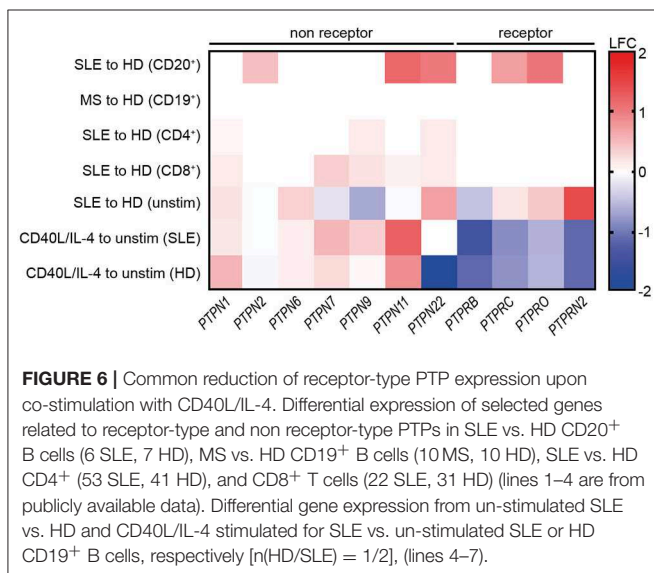 non receptor receptor
LFC
SLE to HD (CD20⁺)
MS to HD (CD19⁺)
SLE to HD (CD4⁺)
SLE to HD (CD8⁺)
SLE to HD (unstim)
CD40L/IL-4 to unstim (SLE)
CD40L/IL-4 to unstim (HD)
2
1
0
-1
-2
PTPN1 PTPN2 PTPN6 PTPN7 PTPN9 PTPN11 PTPN22 PTPRB PTPRC PTPRO PTPRN2
FIGURE 6 | Common reduction of receptor-type PTP expression upon
co-stimulation with CD40L/IL-4. Differential expression of selected genes
related to receptor-type and non receptor-type PTPs in SLE vs. HD CD20⁺
B cells (6 SLE, 7 HD), MS vs. HD CD19⁺ B cells (10 MS, 10 HD), SLE vs. HD
CD4⁺ (53 SLE, 41 HD), and CD8⁺ T cells (22 SLE, 31 HD) (lines 1–4 are from
publicly available data). Differential gene expression from un-stimulated SLE
vs. HD and CD40L/IL-4 stimulated for SLE vs. un-stimulated SLE or HD
CD19⁺ B cells, respectively [n(HD/SLE) = 1/2], (lines 4–7).